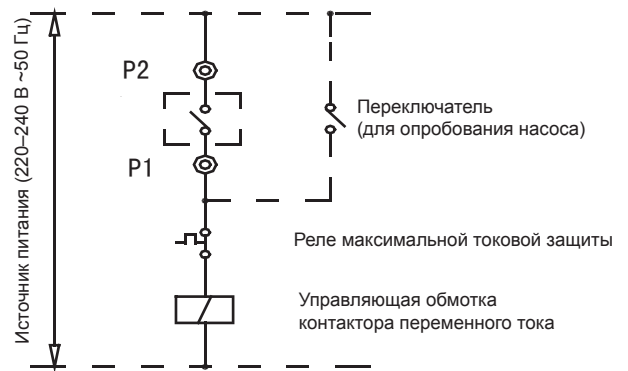 Источник питания (220–240 В ~50 Гц)
P2
Переключатель
(для опробования насоса)
P1
Реле максимальной токовой защиты
Управляющая обмотка
контактора переменного тока